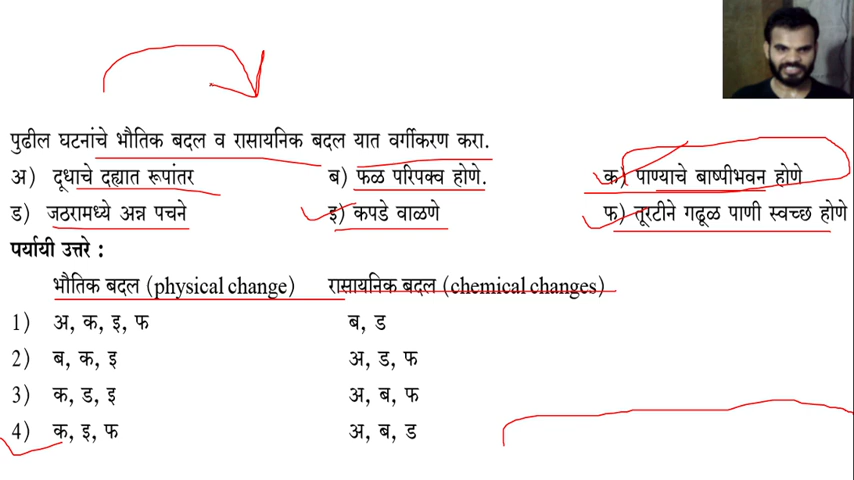 पुढील घटनांचे भौतिक बदल व रासायनिक बदल यात वर्गीकरण करा.
अ) दूधाचे दह्यात रूपांतर ब) फळ परिपक्व होणे. क) पाण्याचे बाष्पीभवन होणे
ड) जठरामध्ये अन्न पचने इ) कपडे वाळणे फ) तूरटीने गढूळ पाणी स्वच्छ होणे
पर्यायी उत्तरे :
भौतिक बदल (physical change) रासायनिक बदल (chemical changes)
1) अ, क, इ, फ ब, ड
2) ब, क, इ अ, ड, फ
3) क, ड, इ अ, ब, फ
4) क, इ, फ अ, ब, ड